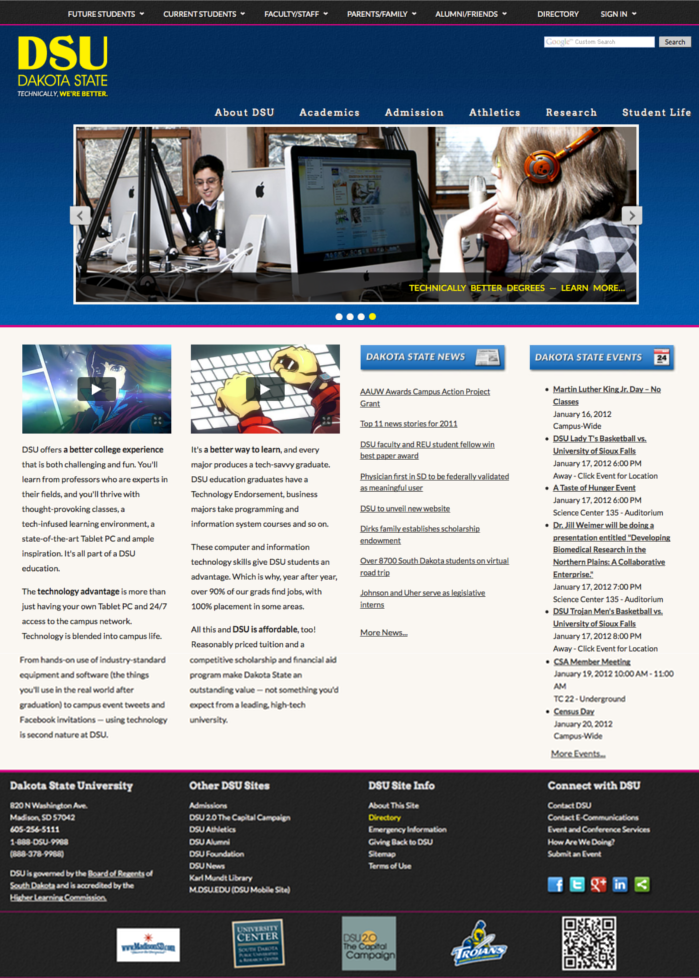 FUTURE STUDENTS CURRENT STUDENTS FACULTY/STAFF PARENTS/FAMILY ALUMNI/FRIENDS DIRECTORY SIGN IN
Google™ Custom Search Search
DSU
DAKOTA STATE
TECHNICALLY, WE'RE BETTER.
About DSU Academics Admission Athletics Research Student Life
TECHNICALLY BETTER DEGREES — LEARN MORE...
DSU offers a better college experience
that is both challenging and fun. You'll
learn from professors who are experts in
their fields, and you'll thrive with
thought-provoking classes, a
tech-infused learning environment, a
state-of-the-art Tablet PC and ample
inspiration. It's all part of a DSU
education.
The technology advantage is more than
just having your own Tablet PC and 24/7
access to the campus network.
Technology is blended into campus life.
From hands-on use of industry-standard
equipment and software (the things
you'll use in the real world after
graduation) to campus event tweets and
Facebook invitations — using technology
is second nature at DSU.
It's a better way to learn, and every
major produces a tech-savvy graduate.
DSU education graduates have a
Technology Endorsement, business
majors take programming and
information system courses and so on.
These computer and information
technology skills give DSU students an
advantage. Which is why, year after year,
over 90% of our grads find jobs, with
100% placement in some areas.
All this and DSU is affordable, too!
Reasonably priced tuition and a
competitive scholarship and financial aid
program make Dakota State an
outstanding value — not something you'd
expect from a leading, high-tech
university.
DAKOTA STATE NEWS
AAUW Awards Campus Action Project
Grant
Top 11 news stories for 2011
DSU faculty and REU student fellow win
best paper award
Physician first in SD to be federally validated
as meaningful user
DSU to unveil new website
Dirks family establishes scholarship
endowment
Over 8700 South Dakota students on virtual
road trip
Johnson and Uher serve as legislative
interns
More News...
DAKOTA STATE EVENTS
24
Martin Luther King Jr. Day – No
Classes
January 16, 2012
Campus-Wide
DSU Lady T's Basketball vs.
University of Sioux Falls
January 17, 2012 6:00 PM
Away - Click Event for Location
A Taste of Hunger Event
January 17, 2012 6:00 PM
Science Center 135 - Auditorium
Dr. Jill Weimer will be doing a
presentation entitled "Developing
Biomedical Research in the
Northern Plains: A Collaborative
Enterprise."
January 17, 2012 7:00 PM
Science Center 135 - Auditorium
DSU Trojan Men's Basketball vs.
University of Sioux Falls
January 17, 2012 8:00 PM
Away - Click Event for Location
CSA Member Meeting
January 19, 2012 10:00 AM - 11:00
AM
TC 22 - Underground
Census Day
January 20, 2012
Campus-Wide
More Events...
Dakota State University
820 N Washington Ave.
Madison, SD 57042
605-256-5111
1-888-DSU-9988
(888-378-9988)
DSU is governed by the Board of Regents of
South Dakota and is accredited by the
Higher Learning Commission.
Other DSU Sites
Admissions
DSU 2.0 The Capital Campaign
DSU Athletics
DSU Alumni
DSU Foundation
DSU News
Karl Mundt Library
M.DSU.EDU (DSU Mobile Site)
DSU Site Info
About This Site
Directory
Emergency Information
Giving Back to DSU
Sitemap
Terms of Use
Connect with DSU
Contact DSU
Contact E-Communications
Event and Conference Services
How Are We Doing?
Submit an Event
www.MadisonSD.com
UNIVERSITY
CENTER
SOUTH DAKOTA
DSU 2.0
The Capital
Campaign
TROJANS